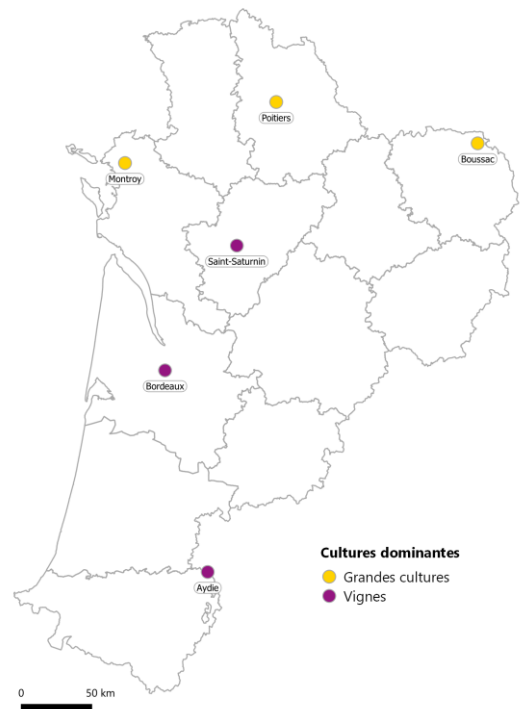 Poitiers
Boussac
Montroy
Saint-Saturnin
Bordeaux
Cultures dominantes
Grandes cultures
Aydie
Vignes
0 50 km